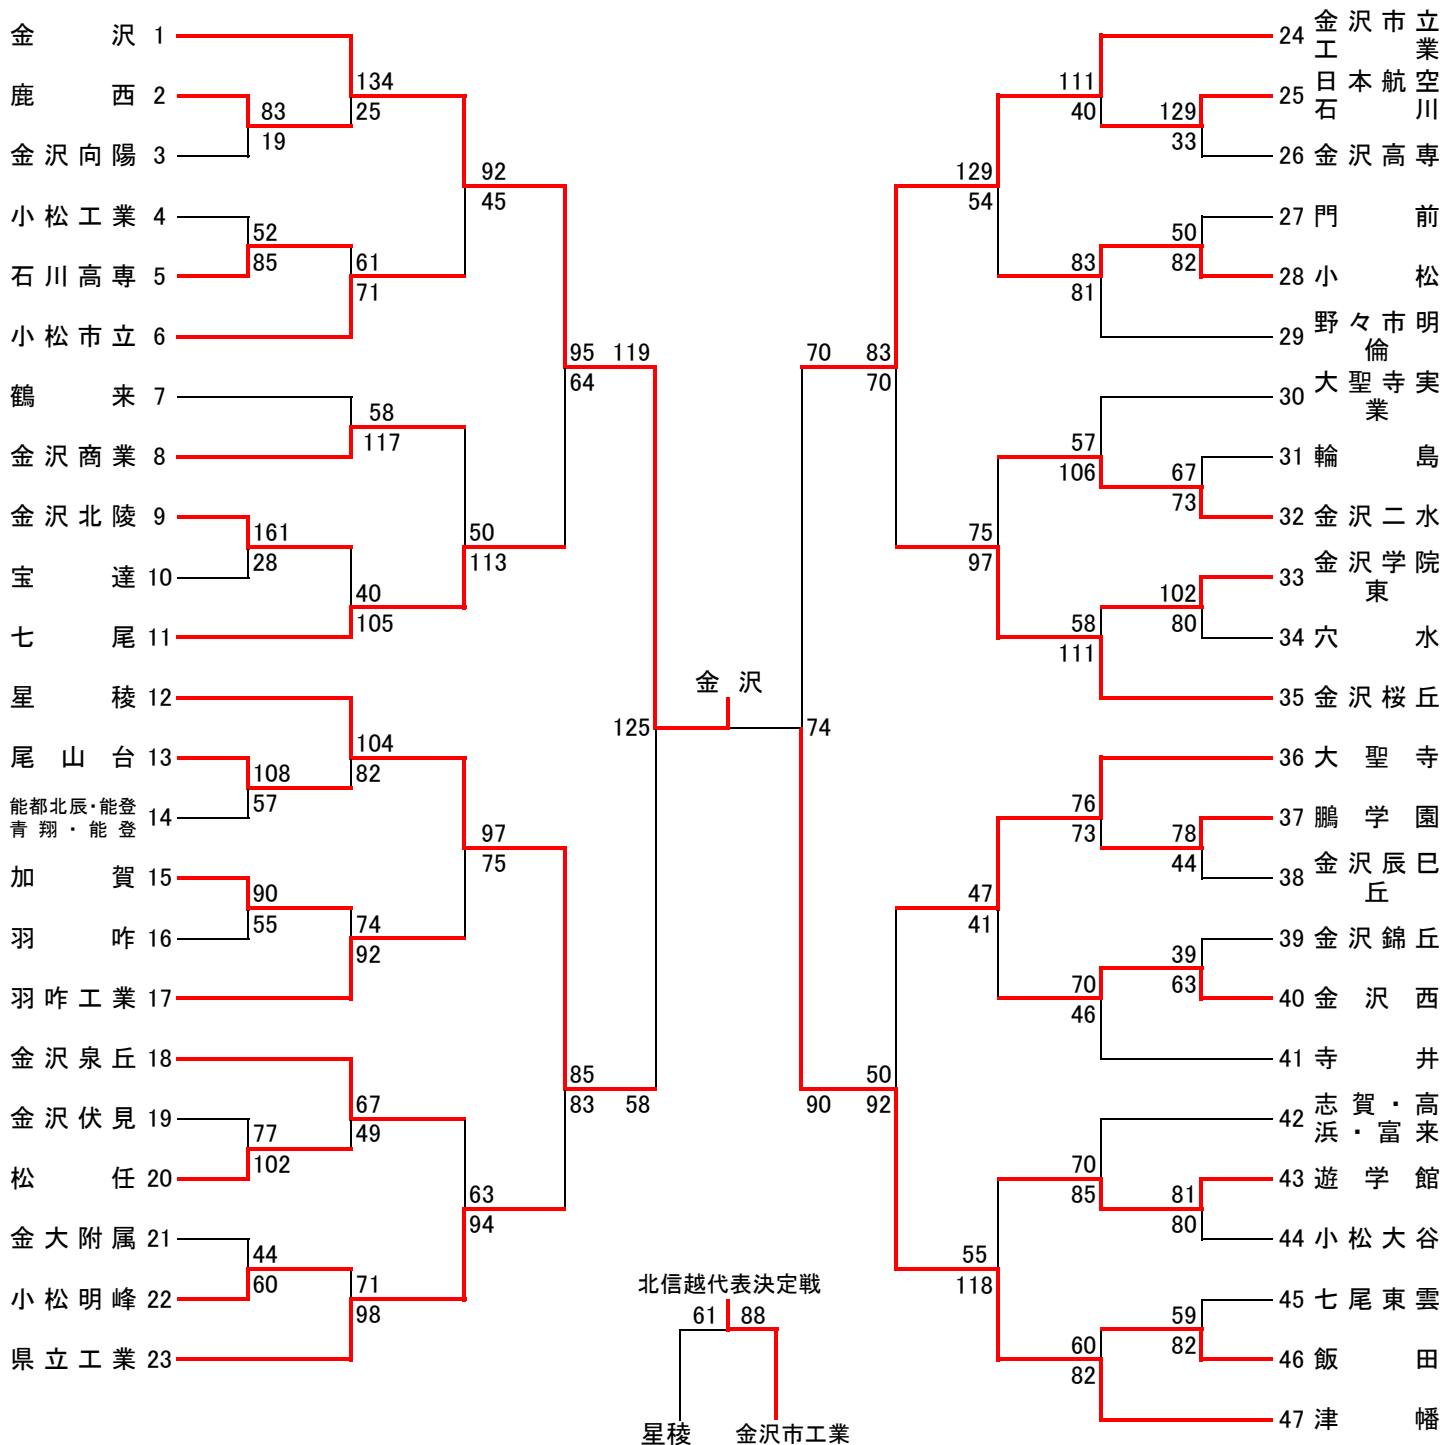 金沢 1
鹿西 2
金沢向陽 3
小松工業 4
石川高専 5
小松市立 6
鶴来 7
金沢商業 8
金沢北陵 9
宝達 10
七尾 11
星稜 12
尾山台 13
能都北辰・能登
青翔・能登 14
加賀 15
羽咋 16
羽咋工業 17
金沢泉丘 18
金沢伏見 19
松任 20
金大附属 21
小松明峰 22
県立工業 23
83
19
52
85
161
28
108
57
90
55
77
102
44
60
134
25
61
71
58
117
40
105
104
82
74
92
67
49
71
98
92
45
50
113
97
75
63
94
95
64
85
83
119
58
125
金沢
74
70
90
83
70
50
92
129
54
75
97
47
41
55
118
111
40
83
81
57
106
58
111
76
73
70
46
70
85
60
82
129
33
50
82
67
73
102
80
78
44
39
63
81
80
59
82
24 金沢市立
工業
25 日本航空
石川
26 金沢高専
27 門前
28 小松
29 野々市明
倫
30 大聖寺実
業
31 輪島
32 金沢二水
33 金沢学院
東
34 穴水
35 金沢桜丘
36 大聖寺
37 鵬学園
38 金沢辰巳
丘
39 金沢錦丘
40 金沢西
41 寺井
42 志賀・高
浜・富来
43 遊学館
44 小松大谷
45 七尾東雲
46 飯田
47 津幡
北信越代表決定戦
61 88
星稜 金沢市工業